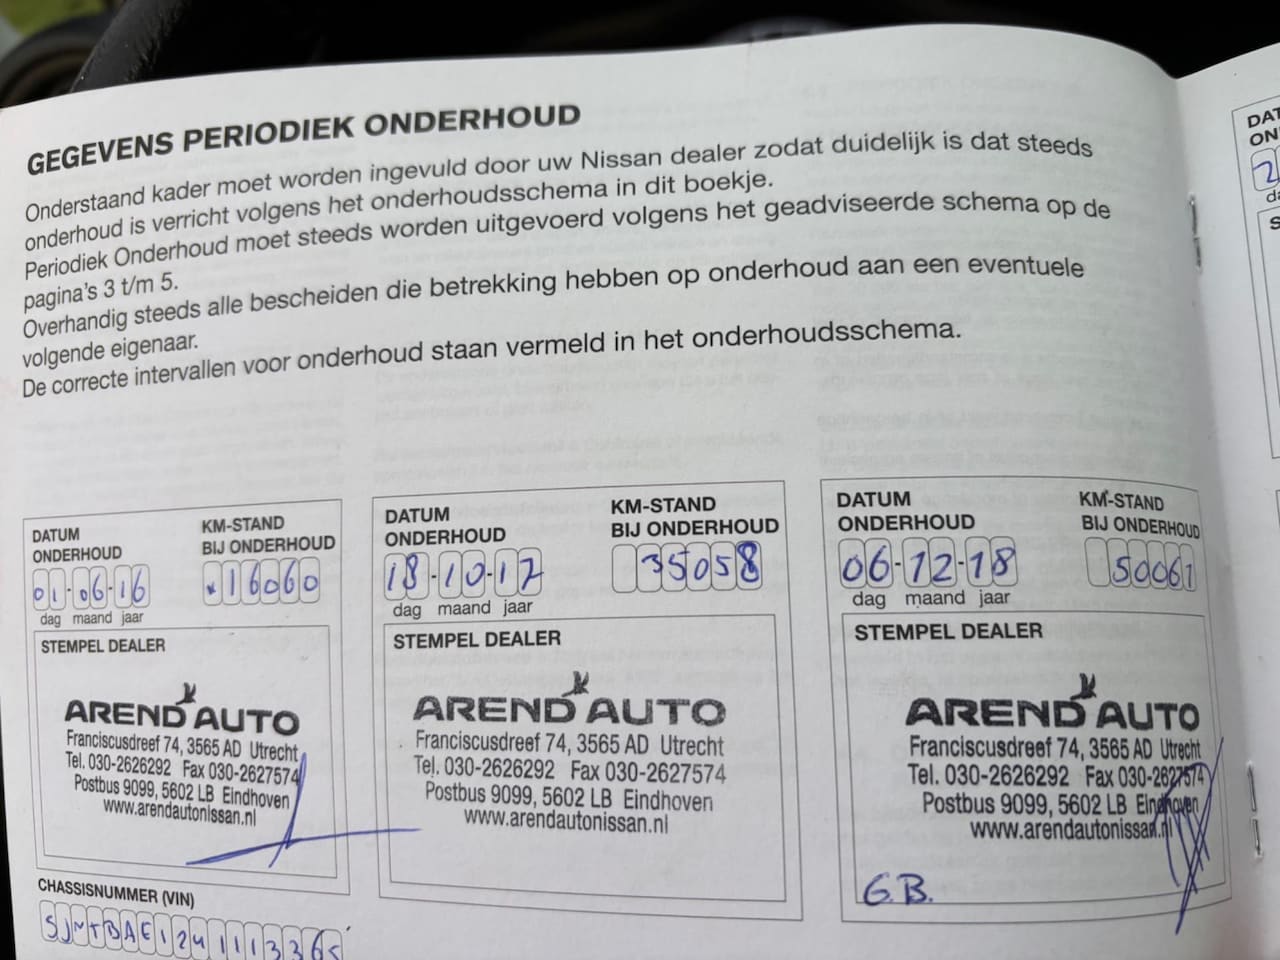 GEGEVENS PERIODIEK ONDERHOUD
Onderstaand kader moet worden ingevuld door uw Nissan dealer zodat duidelijk is dat steeds
onderhoud is verricht volgens het onderhoudsschema in dit boekje.
Periodiek Onderhoud moet steeds worden uitgevoerd volgens het geadviseerde schema op de
pagina's 3 t/m 5.
Overhandig steeds alle bescheiden die betrekking hebben op onderhoud aan een eventuele
volgende eigenaar.
De correcte intervallen voor onderhoud staan vermeld in het onderhoudsschema.
DATUM
ONDERHOUD
KM-STAND
BIJ ONDERHOUD
01-06-16
16060
dag maand jaar
STEMPEL DEALER
AREND AUTO
Franciscusdreef 74, 3565 AD Utrecht
Tel. 030-2626292 Fax 030-2627574
Postbus 9099, 5602 LB Eindhoven
www.arendautonissan.nl
CHASSISNUMMER (VIN)
DATUM
ONDERHOUD
KM-STAND
BIJ ONDERHOUD
18-10-17
35058
dag maand jaar
STEMPEL DEALER
AREND AUTO
Franciscusdreef 74, 3565 AD Utrecht
Tel. 030-2626292 Fax 030-2627574
Postbus 9099, 5602 LB Eindhoven
www.arendautonissan.nl
DATUM
ONDERHOUD
KM-STAND
BIJ ONDERHOUD
06-12-18
50061
dag maand jaar
STEMPEL DEALER
AREND AUTO
Franciscusdreef 74, 3565 AD Utrecht
Tel. 030-2626292 Fax 030-2627574
Postbus 9099, 5602 LB Eindhoven
www.arendautonissan.nl
G.B.